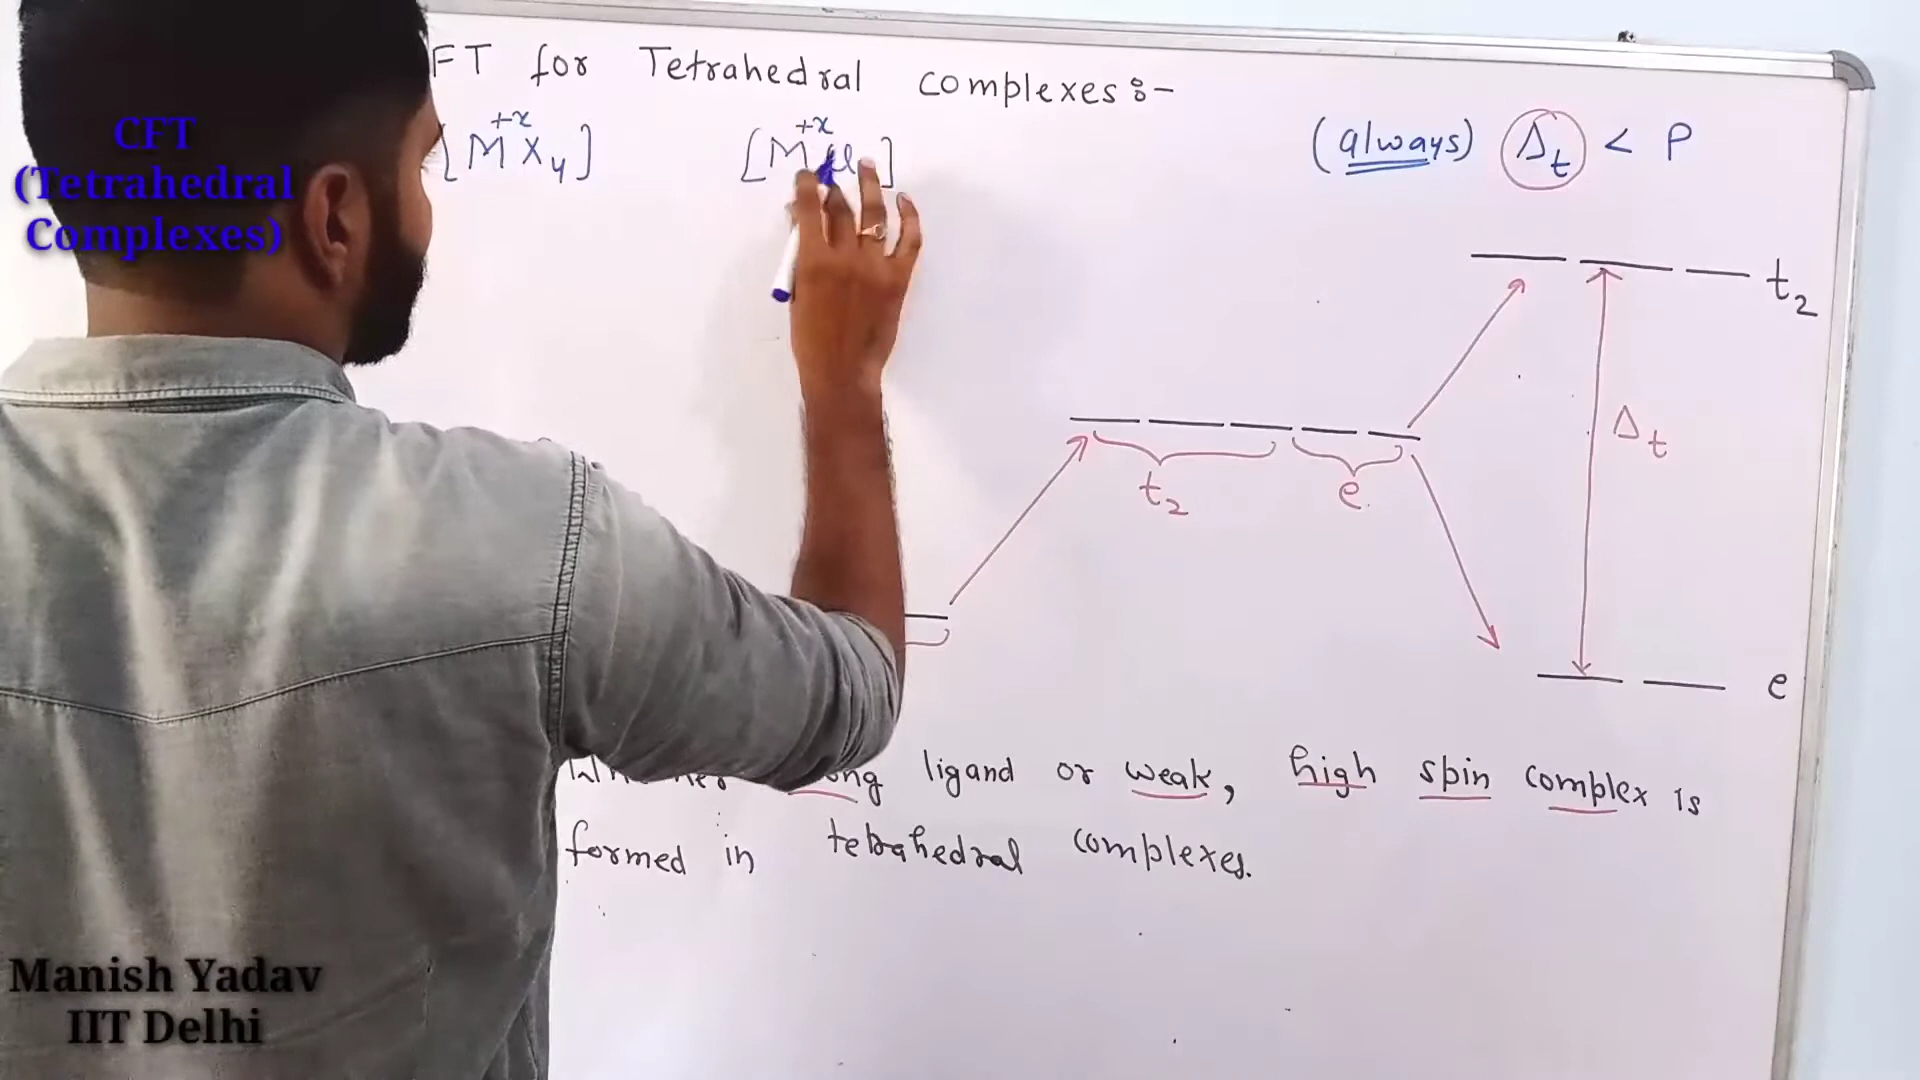 FT for Tetrahedral complexes :-
CFT
(Tetrahedral
Complexes)
[M⁺ˣX₄]
[M⁺ˣ ]
(always) Δt < P
t₂
Δt
t₂
e
e
ligand or weak, high spin complex is
formed in tetrahedral complexes.
Manish Yadav
IIT Delhi